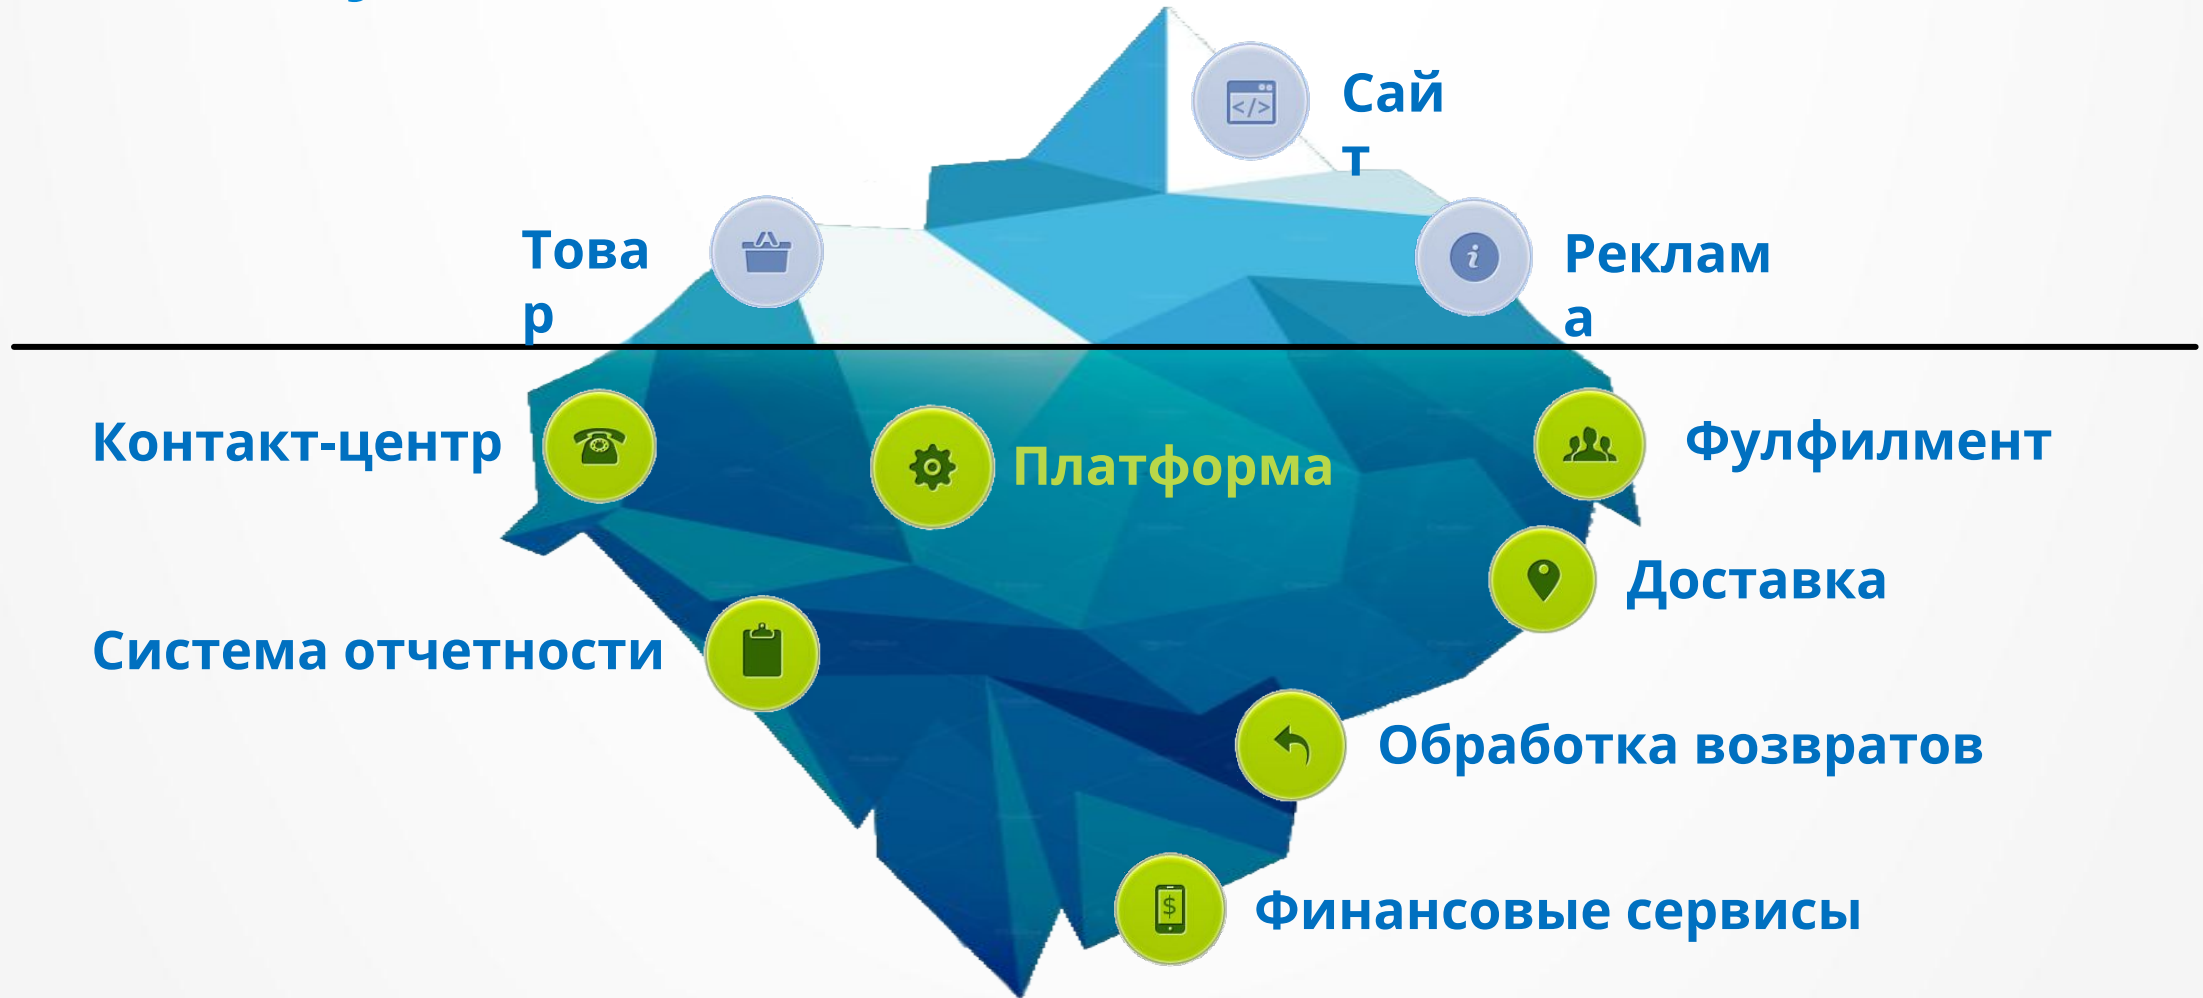 Сай
т
Това
р
Реклам
а
Контакт-центр
Платформа
Фулфилмент
Доставка
Система отчетности
Обработка возвратов
$
Финансовые сервисы